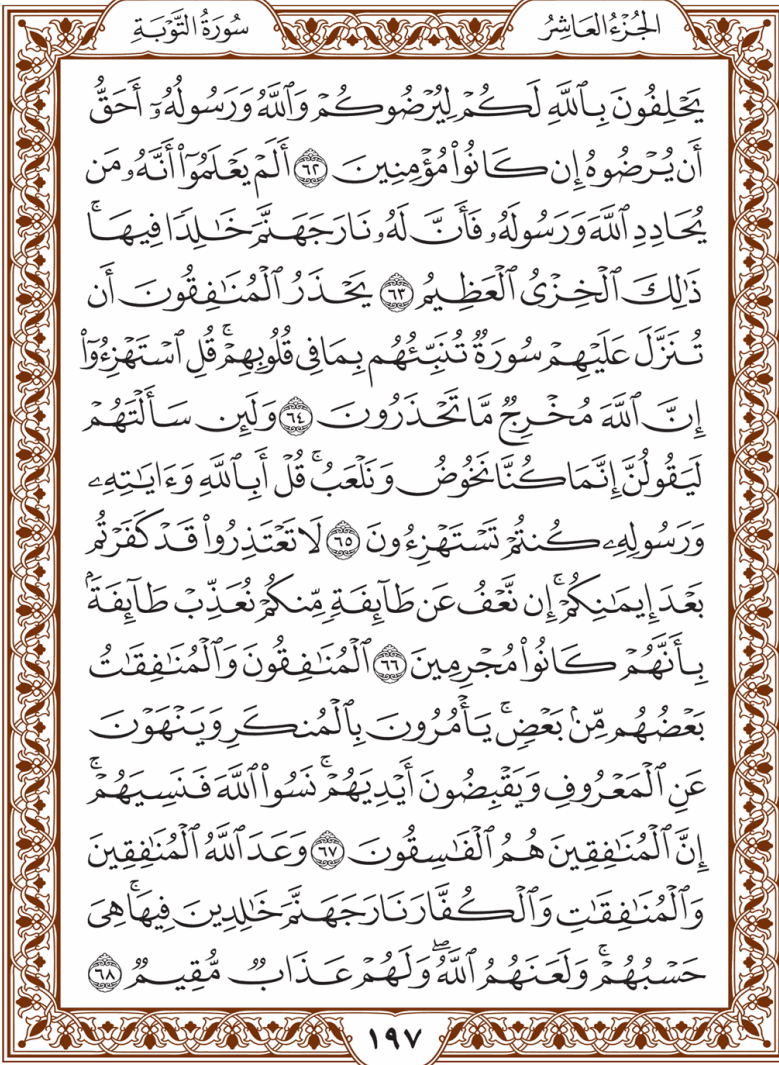 الجُزْءُ العَاشِرُ
سُورَةُ التَّوْبَةِ
يَحْلِفُونَ بِٱللَّهِ لَكُمْ لِيُرْضُوكُمْ وَٱللَّهُ وَرَسُولُهُۥٓ أَحَقُّ
أَن يُرْضُوهُ إِن كَانُوا۟ مُؤْمِنِينَ ٦٢ أَلَمْ يَعْلَمُوٓا۟ أَنَّهُۥ مَن
يُحَادِدِ ٱللَّهَ وَرَسُولَهُۥ فَأَنَّ لَهُۥ نَارَ جَهَنَّمَ خَـٰلِدًا فِيهَاۚ
ذَٰلِكَ ٱلْخِزْىُ ٱلْعَظِيمُ ٦٣ يَحْذَرُ ٱلْمُنَـٰفِقُونَ أَن
تُنَزَّلَ عَلَيْهِمْ سُورَةٌ تُنَبِّئُهُم بِمَا فِى قُلُوبِهِمْۚ قُلِ ٱسْتَهْزِءُوٓا۟
إِنَّ ٱللَّهَ مُخْرِجٌ مَّا تَحْذَرُونَ ٦٤ وَلَئِن سَأَلْتَهُمْ
لَيَقُولُنَّ إِنَّمَا كُنَّا نَخُوضُ وَنَلْعَبُۚ قُلْ أَبِٱللَّهِ وَءَايَـٰتِهِۦ
وَرَسُولِهِۦ كُنتُمْ تَسْتَهْزِءُونَ ٦٥ لَا تَعْتَذِرُوا۟ قَدْ كَفَرْتُم
بَعْدَ إِيمَـٰنِكُمْۚ إِن نَّعْفُ عَن طَآئِفَةٍ مِّنكُمْ نُعَذِّبْ طَآئِفَةَۢ
بِأَنَّهُمْ كَانُوا۟ مُجْرِمِينَ ٦٦ ٱلْمُنَـٰفِقُونَ وَٱلْمُنَـٰفِقَـٰتُ
بَعْضُهُم مِّنۢ بَعْضٍۚ يَأْمُرُونَ بِٱلْمُنكَرِ وَيَنْهَوْنَ
عَنِ ٱلْمَعْرُوفِ وَيَقْبِضُونَ أَيْدِيَهُمْۚ نَسُوا۟ ٱللَّهَ فَنَسِيَهُمْۚ
إِنَّ ٱلْمُنَـٰفِقِينَ هُمُ ٱلْفَـٰسِقُونَ ٦٧ وَعَدَ ٱللَّهُ ٱلْمُنَـٰفِقِينَ
وَٱلْمُنَـٰفِقَـٰتِ وَٱلْكُفَّارَ نَارَ جَهَنَّمَ خَـٰلِدِينَ فِيهَاۚ هِىَ
حَسْبُهُمْۚ وَلَعَنَهُمُ ٱللَّهُۖ وَلَهُمْ عَذَابٌ مُّقِيمٌ ٦٨
١٩٧